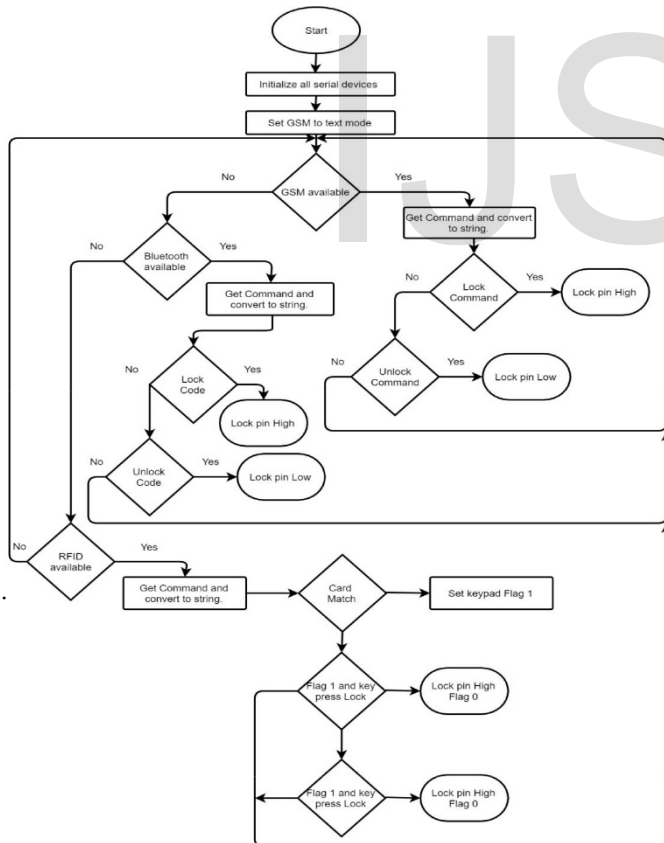 IJS
Start
Initialize all serial devices
Set GSM to text mode
No
GSM available
Yes
Get Command and convert
to string.
No
Bluetooth
available
Yes
Get Command and
convert to string.
No
Lock
Command
Yes
Lock pin High
No
Unlock
Command
Yes
Lock pin Low
No
Lock
Code
Yes
Lock pin High
No
Unlock
Code
Yes
Lock pin Low
No
RFID
available
Yes
Get Command and
convert to string.
Card
Match
Set keypad Flag 1
Flag 1 and key
press Lock
Lock pin High
Flag 0
Flag 1 and key
press Lock
Lock pin High
Flag 0
.